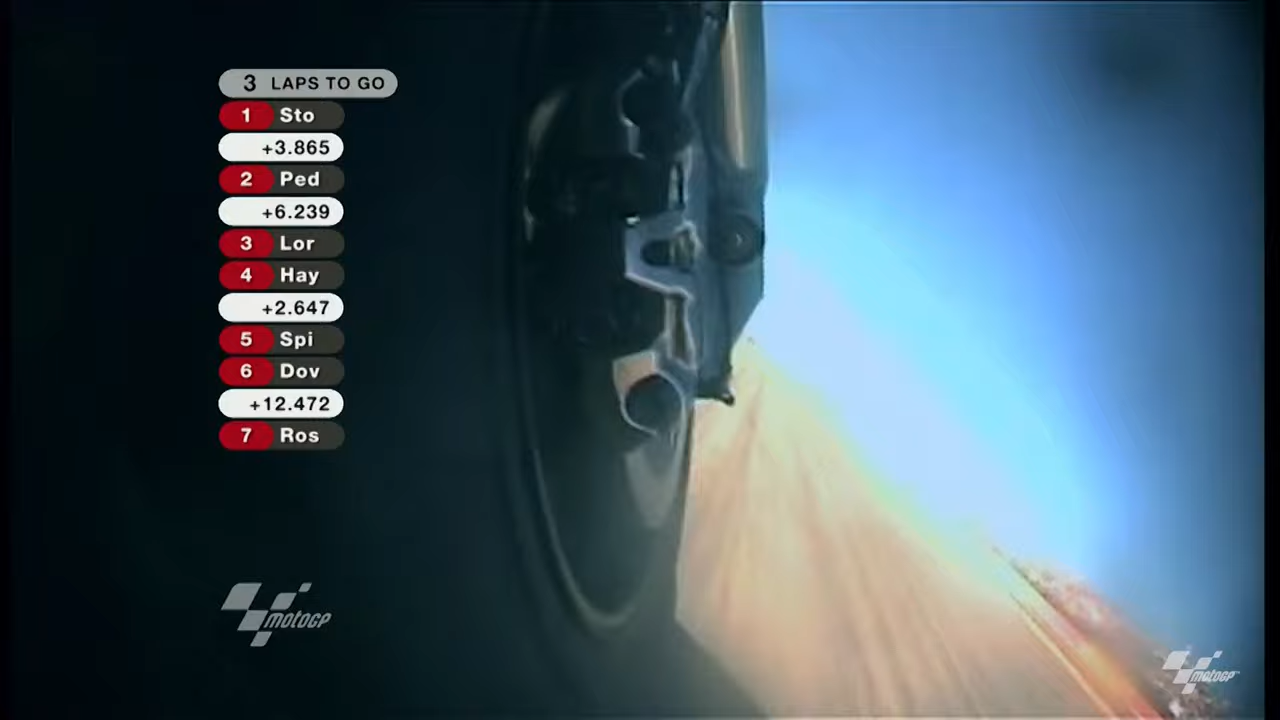 3 LAPS TO GO
1 Sto
+3.865
2 Ped
+6.239
3 Lor
4 Hay
+2.647
5 Spi
6 Dov
+12.472
7 Ros
motoGP
motoGP™